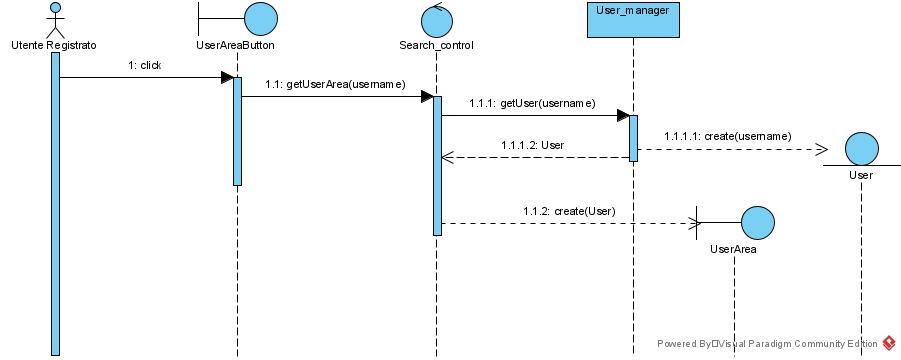 Utente Registrato
UserAreaButton
Search_control
User_manager
1: click
1.1: getUserArea(username)
1.1.1: getUser(username)
1.1.1.1: create(username)
1.1.1.2: User
User
1.1.2: create(User)
UserArea
Powered By□Visual Paradigm Community Edition